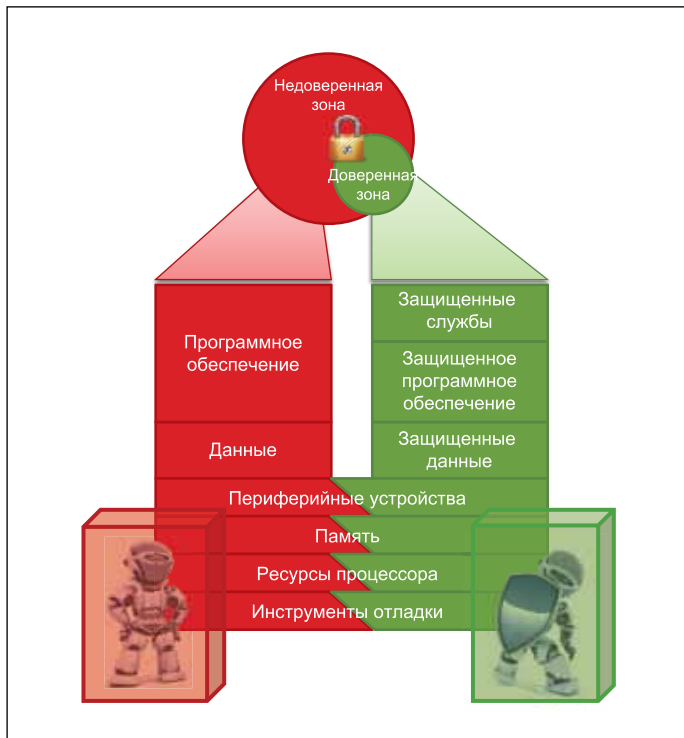 Недоверенная
зона
Доверенная
зона
Программное
обеспечение
Данные
Защищенные
службы
Защищенное
программное
обеспечение
Защищенные
данные
Периферийные устройства
Память
Ресурсы процессора
Инструменты отладки